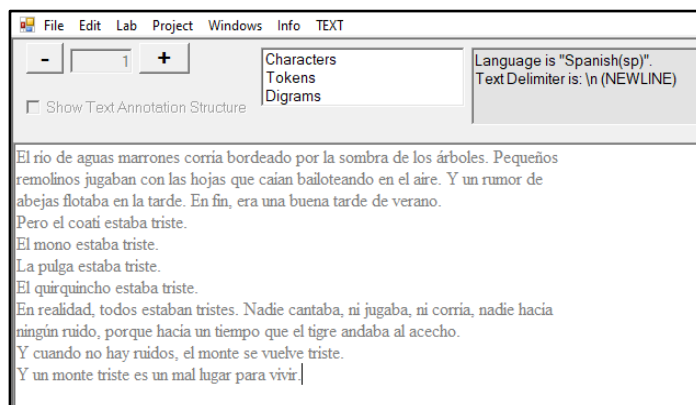 File Edit Lab Project Windows Info TEXT
- 1 +
Characters
Tokens
Digrams
Language is "Spanish(sp)".
Text Delimiter is: \n (NEWLINE)
Show Text Annotation Structure
El río de aguas marrones corría bordeado por la sombra de los árboles. Pequeños
remolinos jugaban con las hojas que caían bailoteando en el aire. Y un rumor de
abejas flotaba en la tarde. En fin, era una buena tarde de verano.
Pero el coatí estaba triste.
El mono estaba triste.
La pulga estaba triste.
El quirquincho estaba triste.
En realidad, todos estaban tristes. Nadie cantaba, ni jugaba, ni corría, nadie hacía
ningún ruido, porque hacía un tiempo que el tigre andaba al acecho.
Y cuando no hay ruidos, el monte se vuelve triste.
Y un monte triste es un mal lugar para vivir.